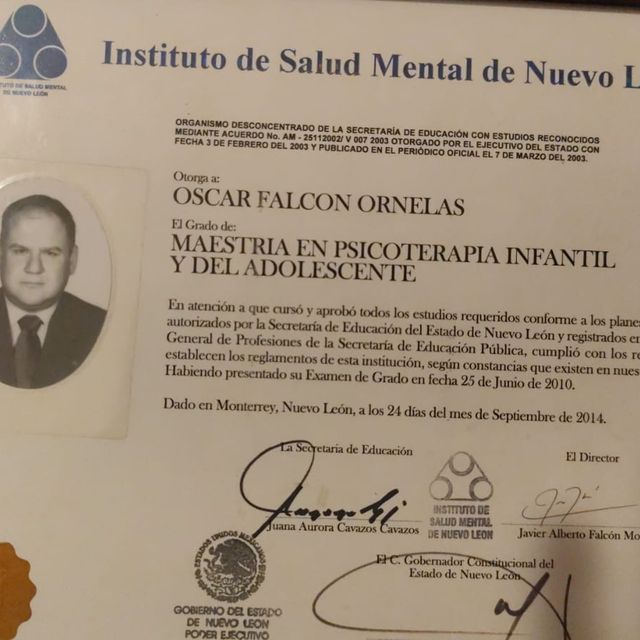 Instituto de Salud Mental de Nuevo L
INSTITUTO DE SALUD MENTAL
DE NUEVO LEÓN
ORGANISMO DESCONCENTRADO DE LA SECRETARÍA DE EDUCACIÓN CON ESTUDIOS RECONOCIDOS
MEDIANTE ACUERDO No. AM - 25112002/ V 007 2003 OTORGADO POR EL EJECUTIVO DEL ESTADO CON
FECHA 3 DE FEBRERO DEL 2003 Y PUBLICADO EN EL PERIÓDICO OFICIAL EL 7 DE MARZO DEL 2003.
Otorga a:
OSCAR FALCON ORNELAS
El Grado de:
MAESTRIA EN PSICOTERAPIA INFANTIL
Y DEL ADOLESCENTE
En atención a que cursó y aprobó todos los estudios requeridos conforme a los planes
autorizados por la Secretaría de Educación del Estado de Nuevo León y registrados en
General de Profesiones de la Secretaría de Educación Pública, cumplió con los re
establecen los reglamentos de esta institución, según constancias que existen en nues
Habiendo presentado su Examen de Grado en fecha 25 de Junio de 2010.
Dado en Monterrey, Nuevo León, a los 24 días del mes de Septiembre de 2014.
La Secretaria de Educación
El Director
INSTITUTO DE
SALUD MENTAL
DE NUEVO LEON
Juana Aurora Cavazos Cavazos
Javier Alberto Falcón Mo
El C. Gobernador Constitucional del
Estado de Nuevo León
ESTADOS UNIDOS MEXICANOS
GOBIERNO DEL ESTADO
DE NUEVO LEON
PODER EJECUTIVO